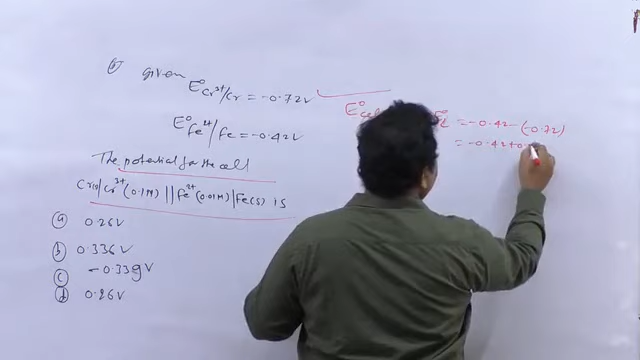 Q) given E°Cr³⁺/Cr = -0.72V
E°Fe²⁺/Fe = -0.42V
The potential for the cell
Cr(s)/Cr³⁺(0.1M) || Fe²⁺(0.01M) | Fe(s) is
(a) 0.26V
(b) 0.336V
(c) -0.339V
(d) 0.26V
E°
= -0.42 - (-0.72)
= -0.42 + 0.